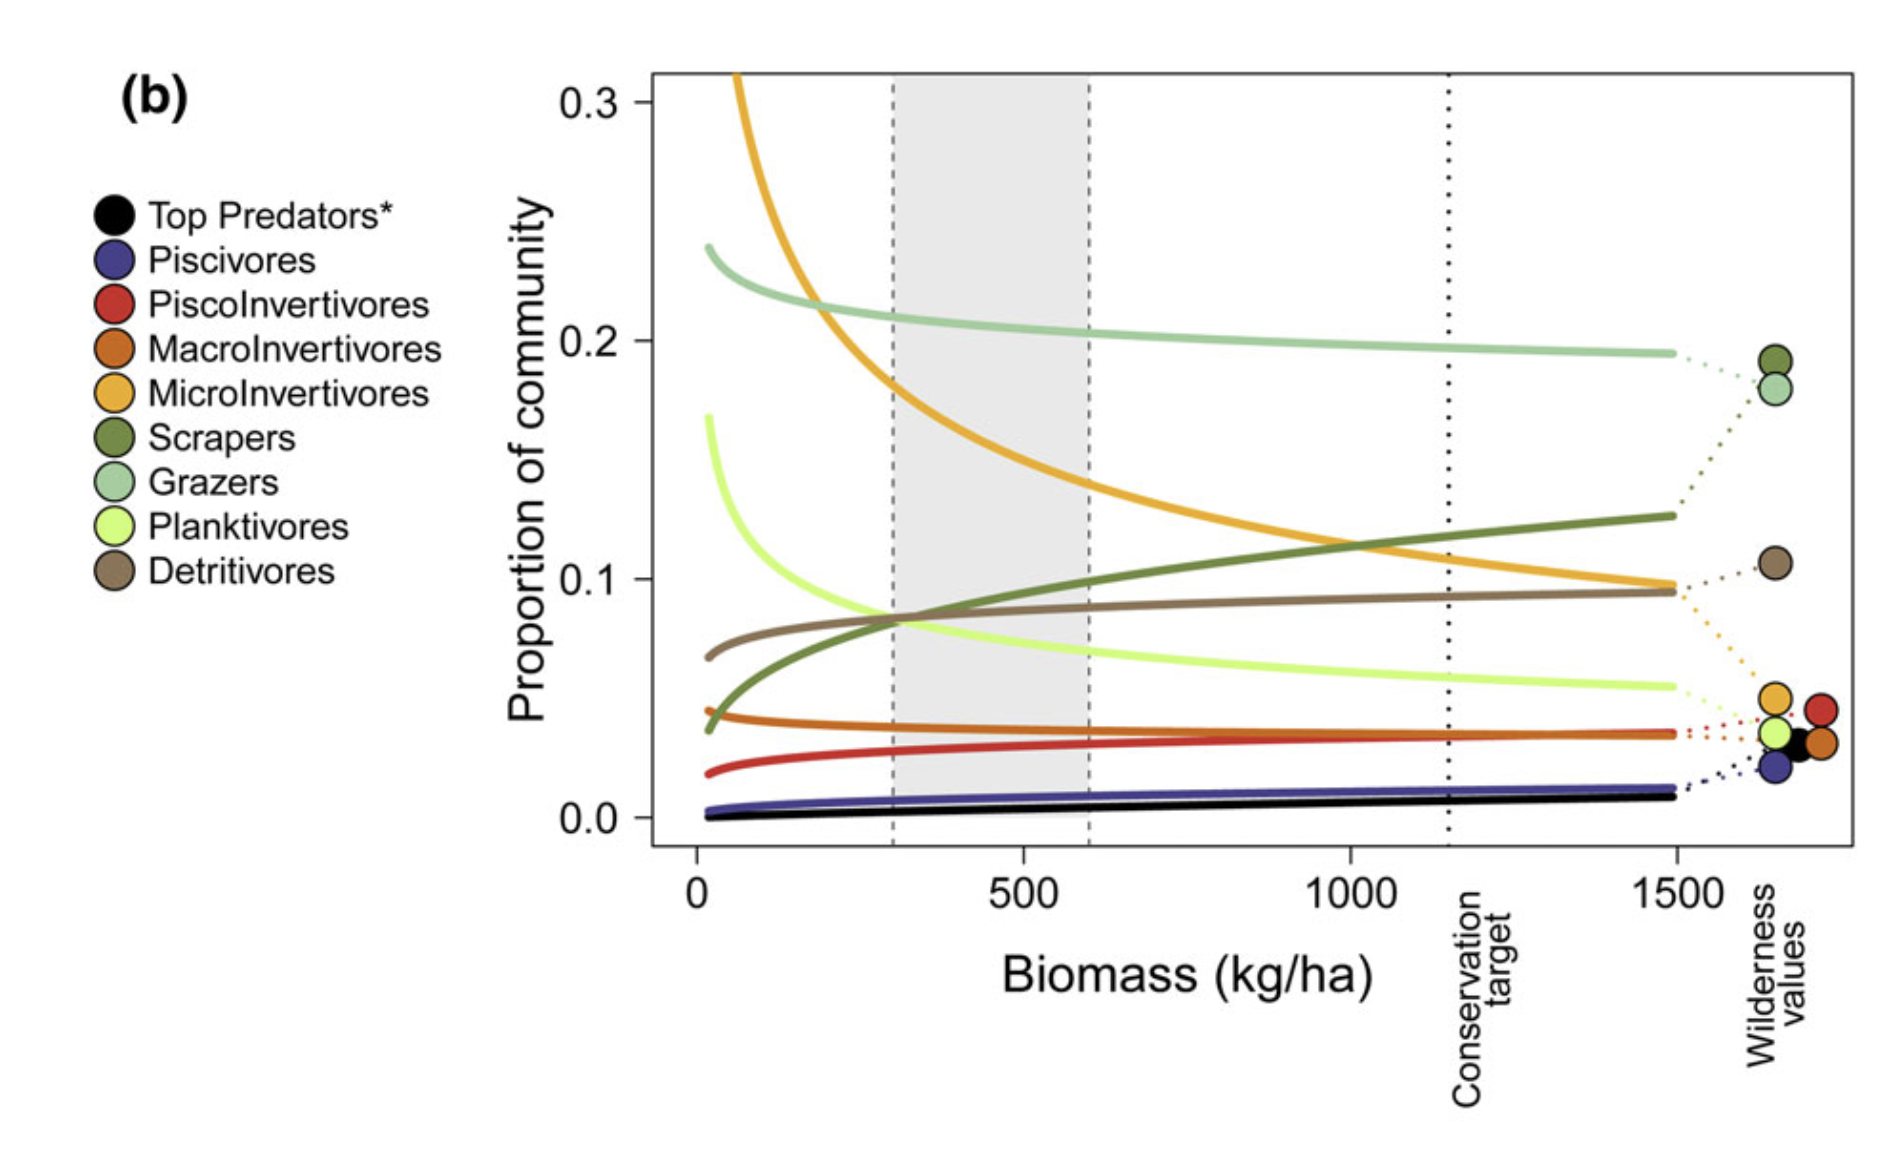 (b)
Top Predators*
Piscivores
PiscoInvertivores
MacroInvertivores
MicroInvertivores
Scrapers
Grazers
Planktivores
Detritivores
Proportion of community
0.3
0.2
0.1
0.0
0
500
1000
1500
Biomass (kg/ha)
Conservation
target
Wilderness
values